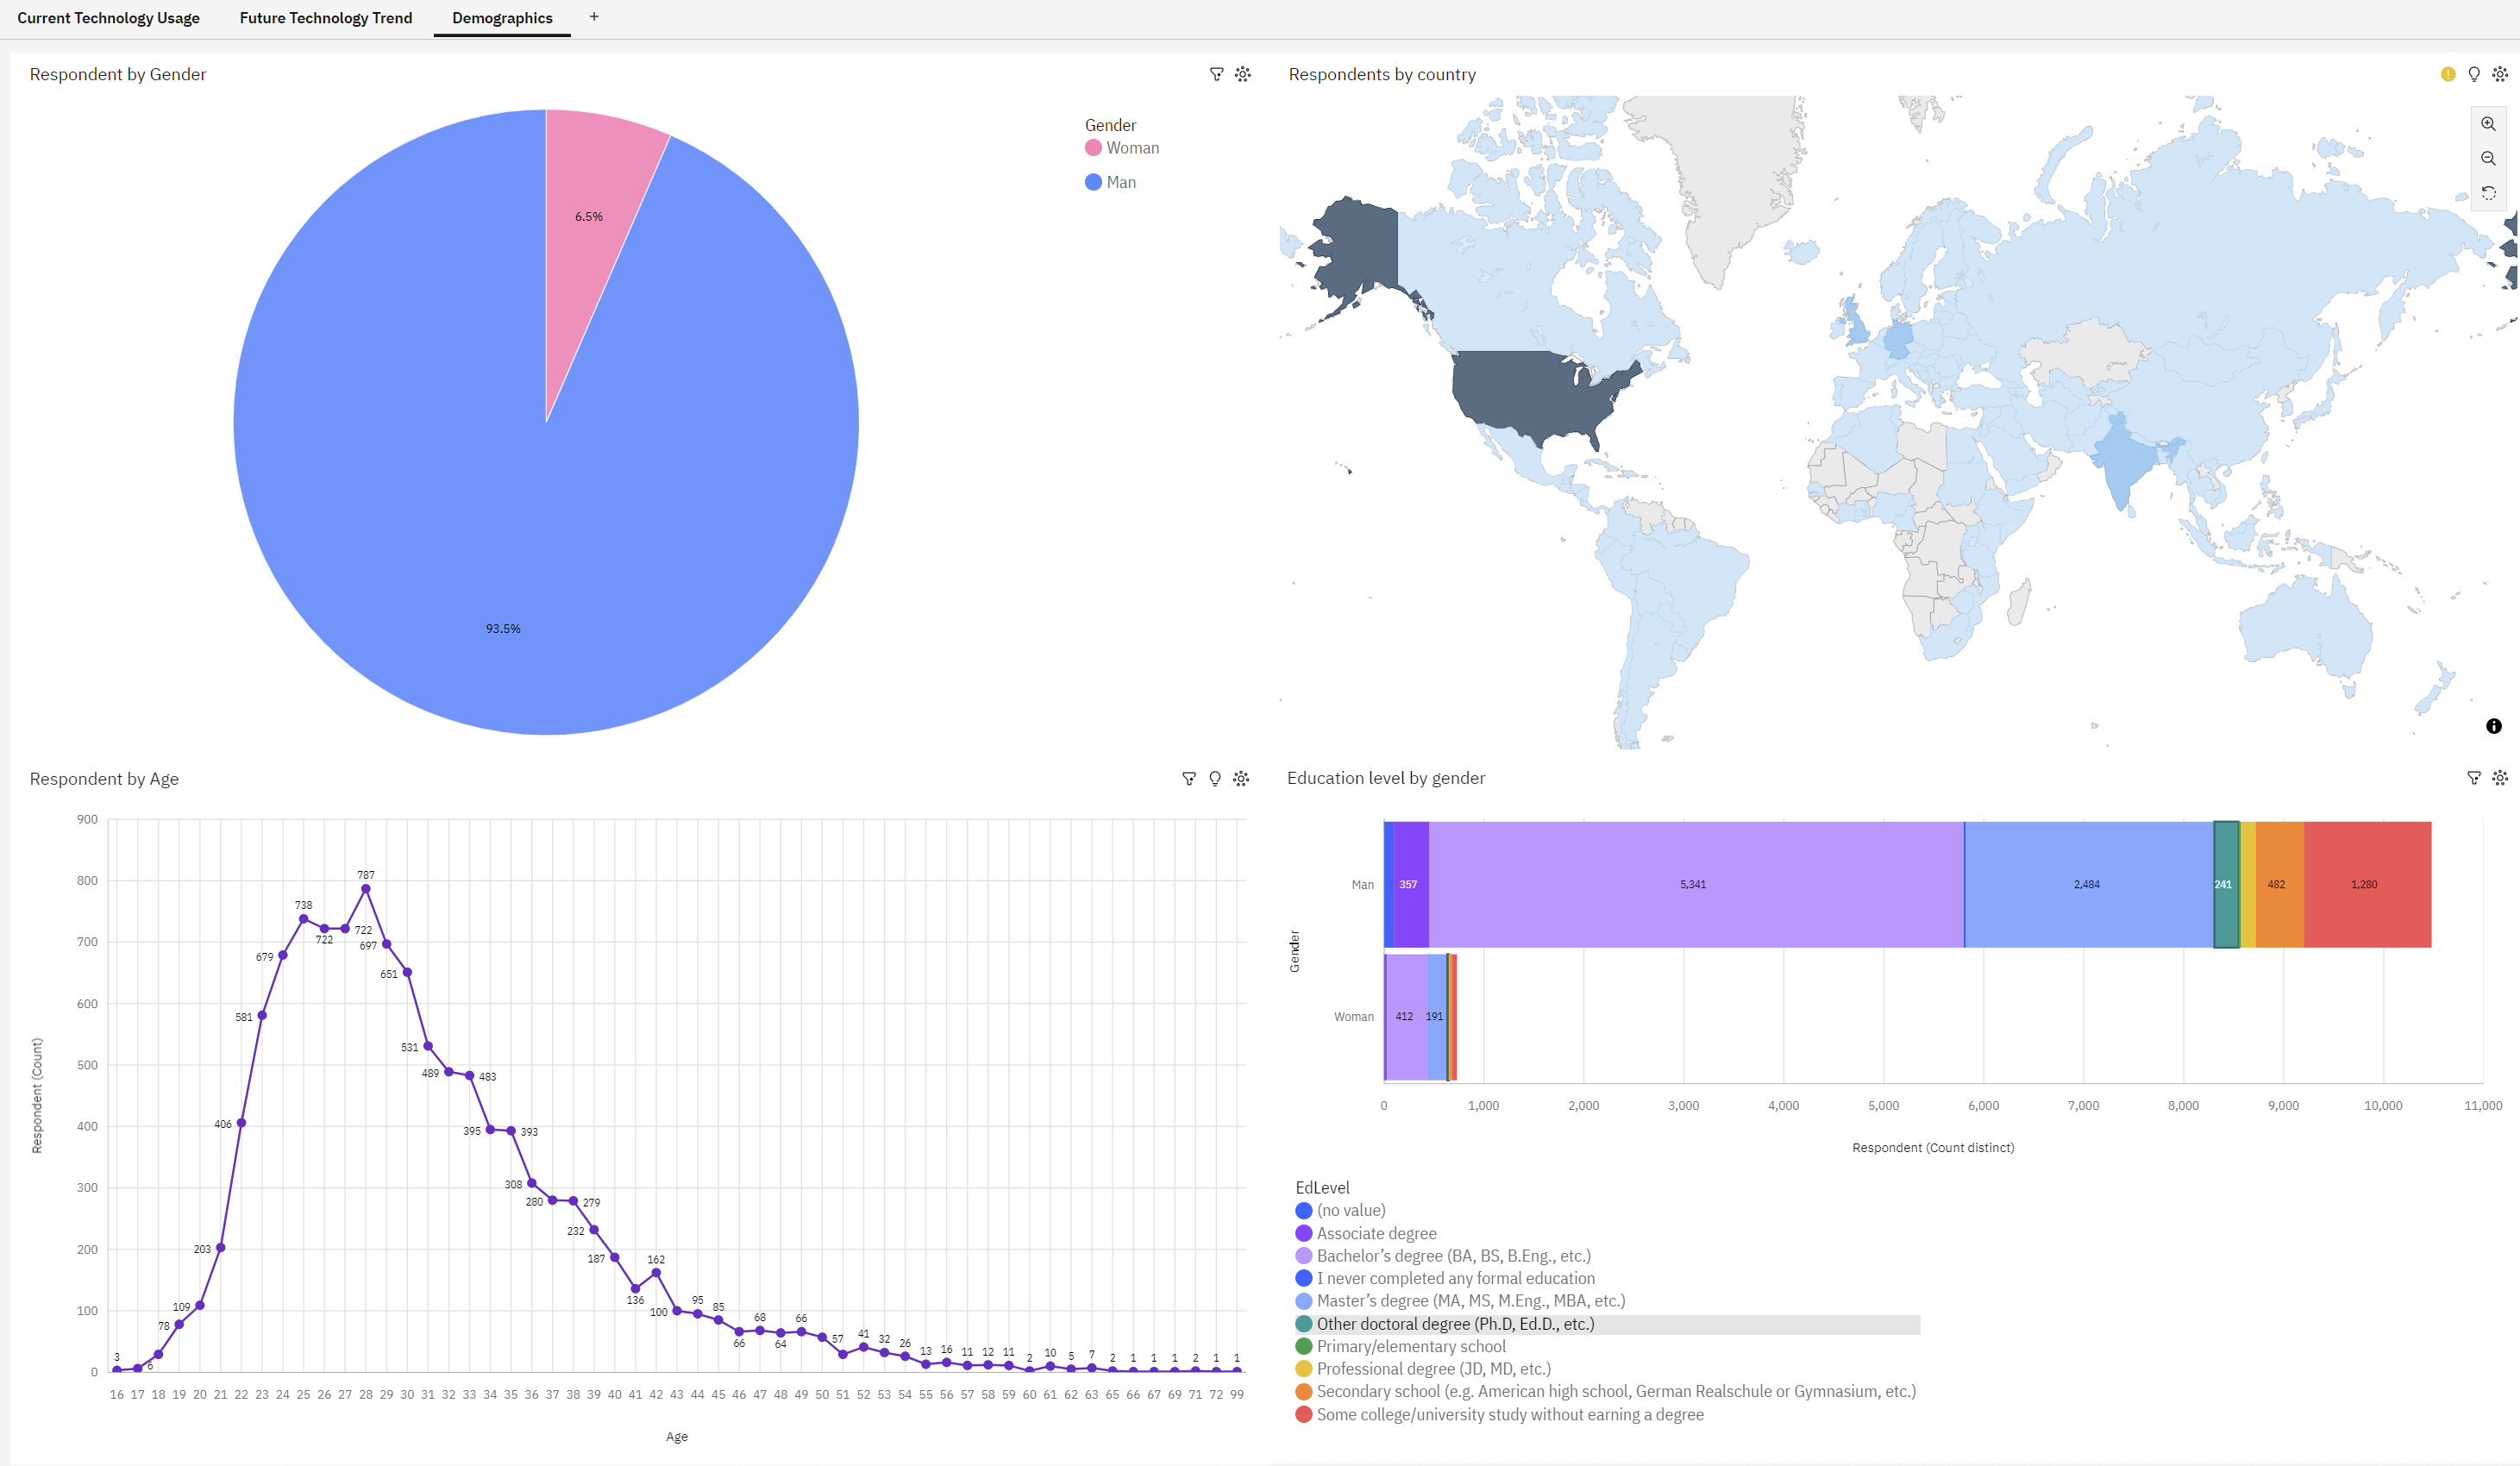 Current Technology Usage Future Technology Trend Demographics +
Respondent by Gender
Gender
Woman
Man
6.5%
93.5%
Respondents by country
Respondent by Age
Respondent (Count)
900
800
700
600
500
400
300
200
100
0
3
6
78
109
203
406
581
679
738
722
722
787
697
651
531
489
483
395
393
308
280
279
232
187
136
162
100
95
85
66
68
64
66
57
41
32
26
13
16
11
12
11
2
10
5
7
2
1
1
1
2
1
1
16 17 18 19 20 21 22 23 24 25 26 27 28 29 30 31 32 33 34 35 36 37 38 39 40 41 42 43 44 45 46 47 48 49 50 51 52 53 54 55 56 57 58 59 60 61 62 63 65 66 67 69 71 72 99
Age
Education level by gender
Gender
Man
357 5,341 2,484 241 482 1,280
Woman
412 191
0 1,000 2,000 3,000 4,000 5,000 6,000 7,000 8,000 9,000 10,000 11,000
Respondent (Count distinct)
EdLevel
(no value)
Associate degree
Bachelor’s degree (BA, BS, B.Eng., etc.)
I never completed any formal education
Master’s degree (MA, MS, M.Eng., MBA, etc.)
Other doctoral degree (Ph.D, Ed.D., etc.)
Primary/elementary school
Professional degree (JD, MD, etc.)
Secondary school (e.g. American high school, German Realschule or Gymnasium, etc.)
Some college/university study without earning a degree